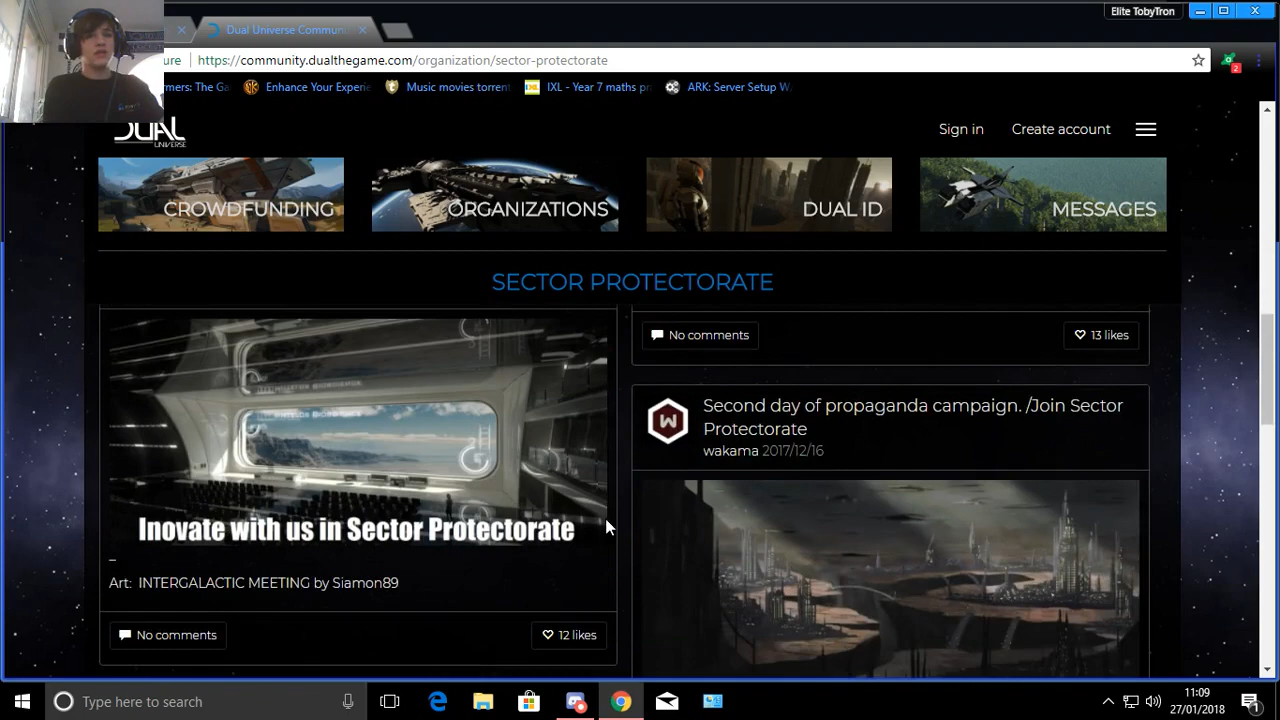 Elite TobyTron
Dual Universe Commun
ure
https://community.dualthegame.com/organization/sector-protectorate
2
rmers: The Ga
Enhance Your Experie
Music movies torrent
IXL - Year 7 maths pr
ARK: Server Setup W
DUAL
UNIVERSE
Sign in
Create account
CROWDFUNDING
ORGANIZATIONS
DUAL ID
MESSAGES
SECTOR PROTECTORATE
No comments
13 likes
Inovate with us in Sector Protectorate
–
Art: INTERGALACTIC MEETING by Siamon89
No comments
12 likes
W
Second day of propaganda campaign. /Join Sector
Protectorate
wakama 2017/12/16
Type here to search
11:09
27/01/2018
1